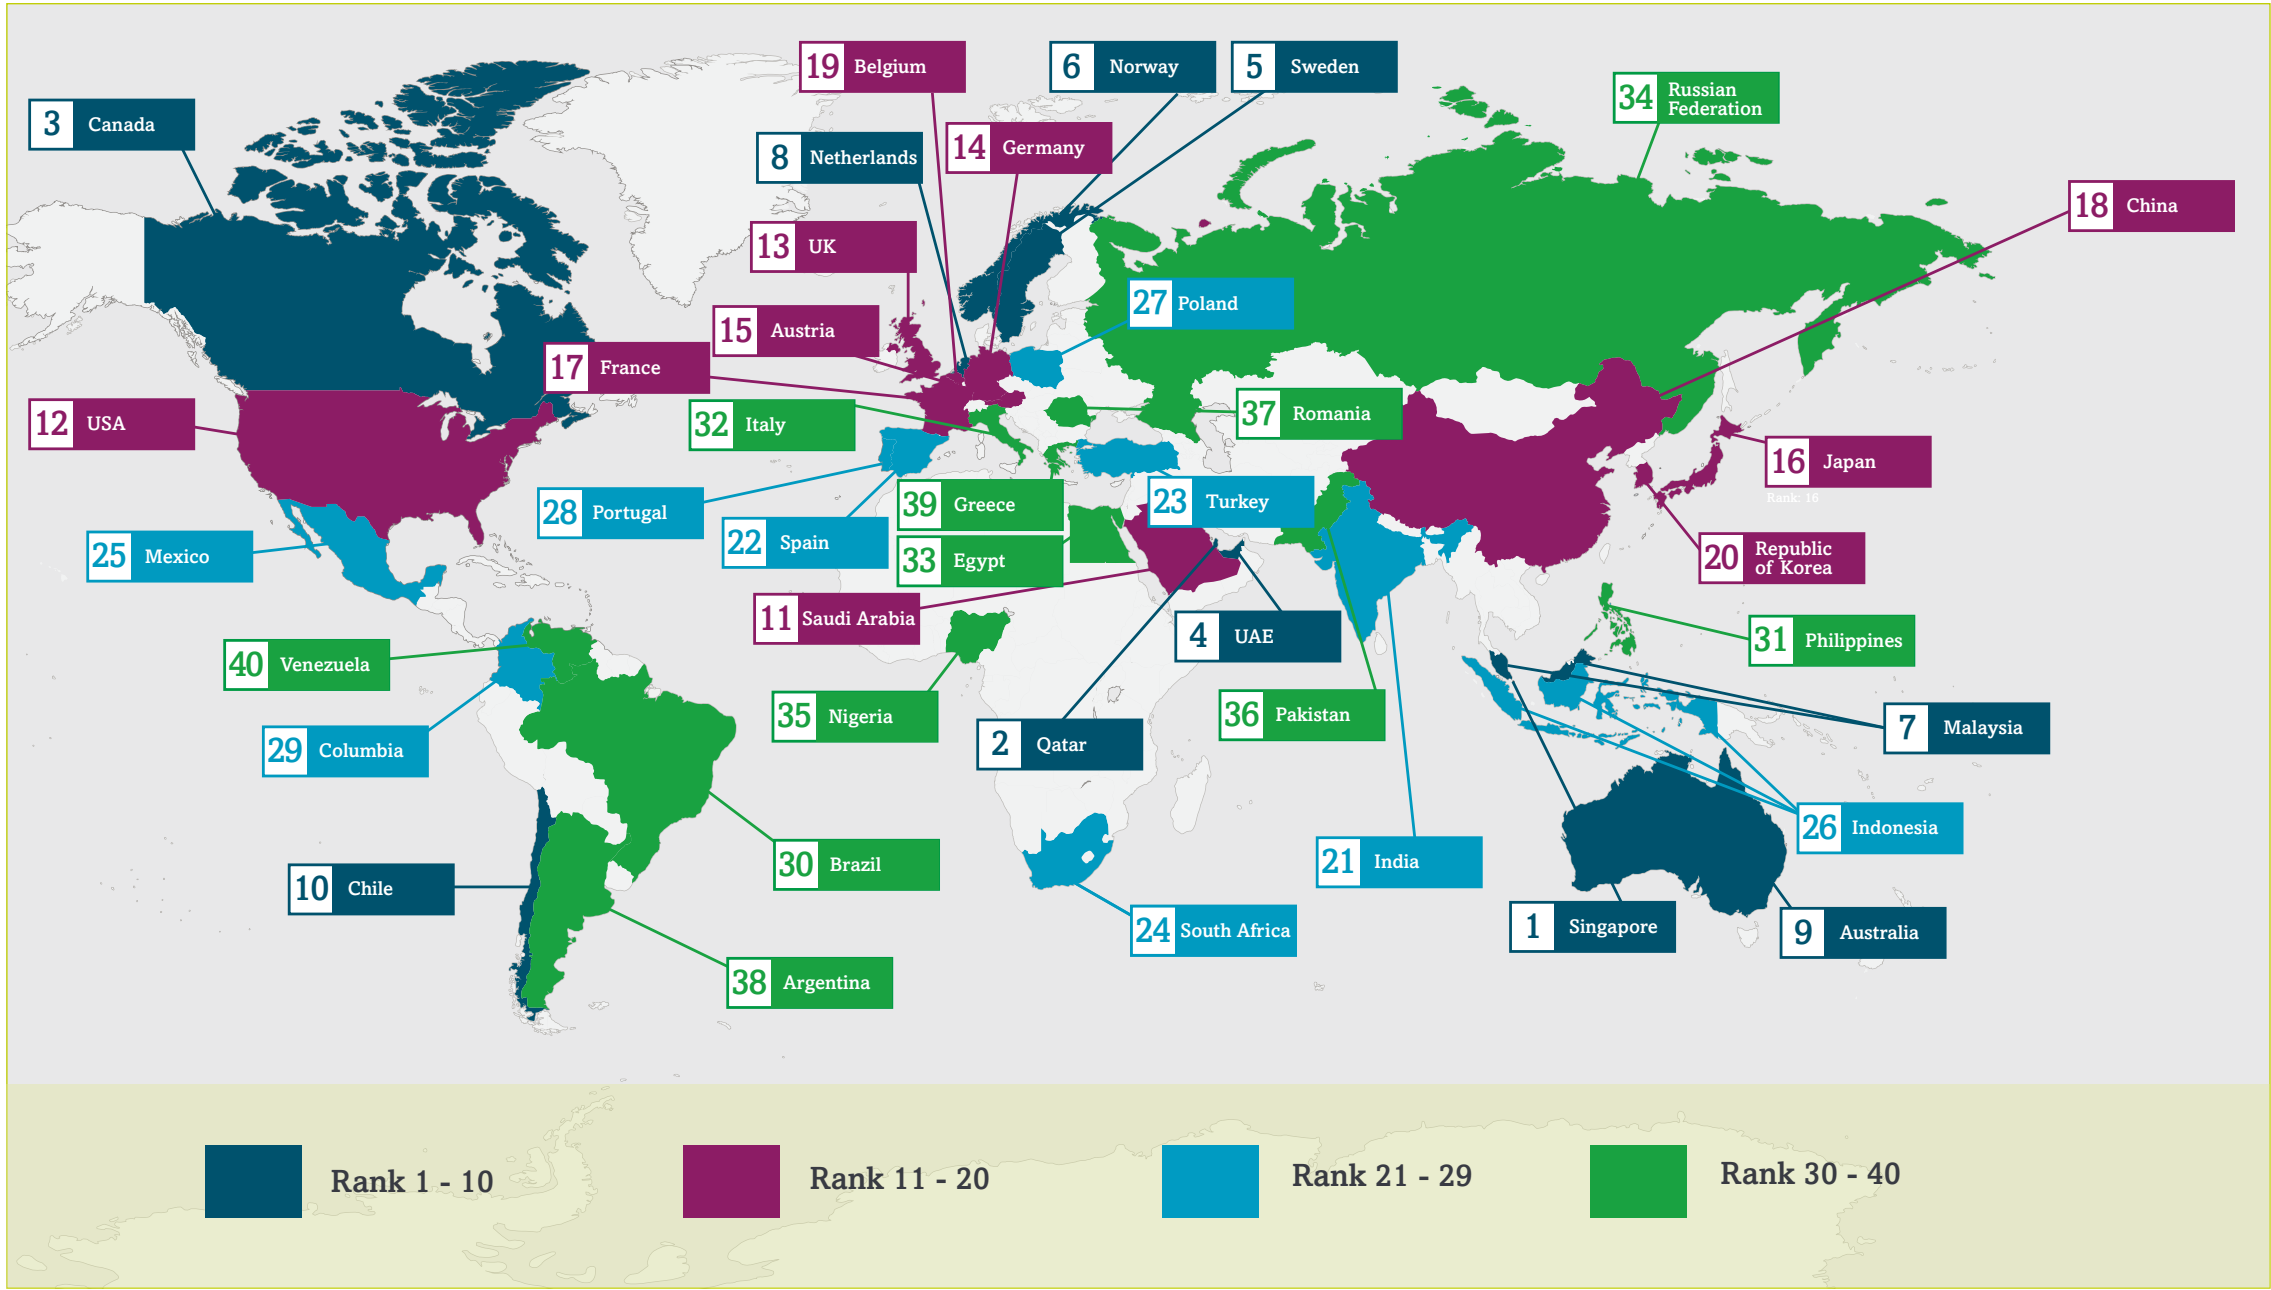 19 Belgium
6 Norway
5 Sweden
34 Russian
Federation
3 Canada
8 Netherlands
14 Germany
18 China
13 UK
27 Poland
15 Austria
17 France
12 USA
32 Italy
37 Romania
16 Japan
Rank: 16
28 Portugal
39 Greece
23 Turkey
25 Mexico
22 Spain
33 Egypt
20 Republic
of Korea
11 Saudi Arabia
4 UAE
31 Philippines
40 Venezuela
35 Nigeria
36 Pakistan
2 Qatar
7 Malaysia
29 Columbia
26 Indonesia
30 Brazil
21 India
10 Chile
24 South Africa
1 Singapore
9 Australia
38 Argentina
Rank 1 - 10
Rank 11 - 20
Rank 21 - 29
Rank 30 - 40